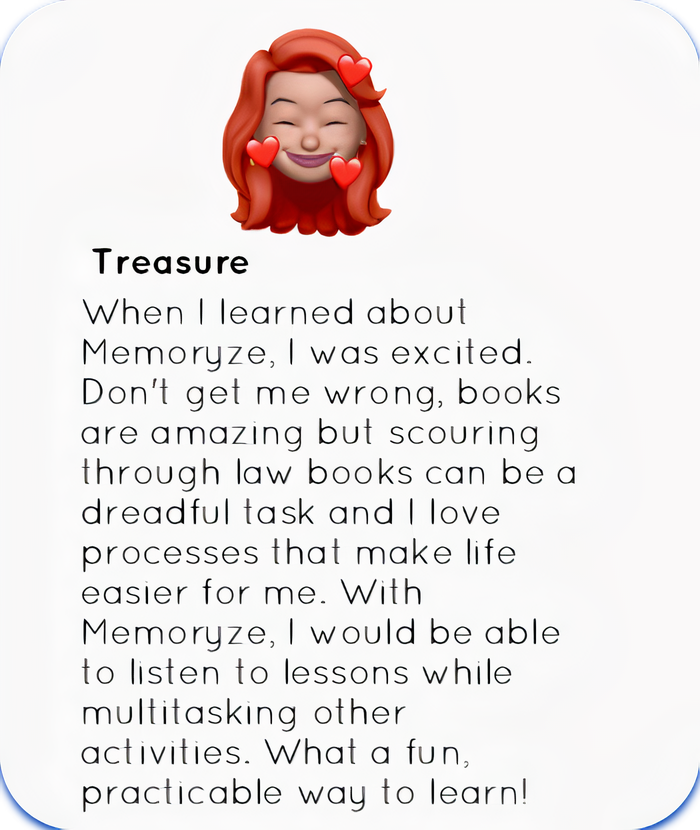 Treasure
When I learned about
Memoryze, I was excited.
Don't get me wrong, books
are amazing but scouring
through law books can be a
dreadful task and I love
processes that make life
easier for me. With
Memoryze, I would be able
to listen to lessons while
multitasking other
activities. What a fun,
practicable way to learn!